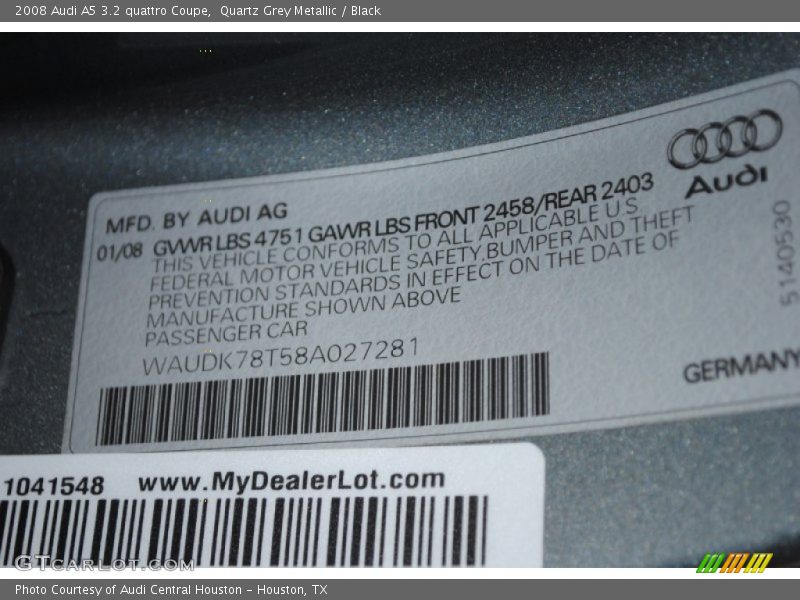 2008 Audi A5 3.2 quattro Coupe,  Quartz Grey Metallic / Black
Audi
MFD. BY AUDI AG
01/08 GVWR LBS 4751 GAWR LBS FRONT 2458/REAR 2403
THIS VEHICLE CONFORMS TO ALL APPLICABLE U S
FEDERAL MOTOR VEHICLE SAFETY,BUMPER AND THEFT
PREVENTION STANDARDS IN EFFECT ON THE DATE OF
MANUFACTURE SHOWN ABOVE
PASSENGER CAR
WAUDK78T58A027281
5140530
GERMANY
1041548 www.MyDealerLot.com
GTCARLOT.COM
Photo Courtesy of Audi Central Houston - Houston, TX